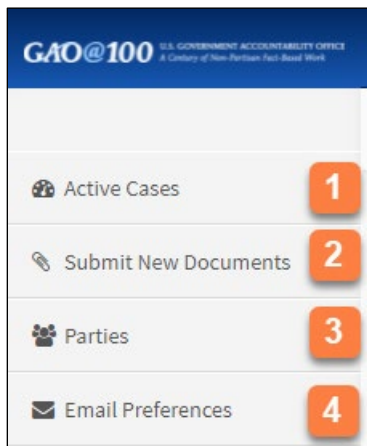 GAO@100 U.S. GOVERNMENT ACCOUNTABILITY OFFICE
A Century of Non-Partisan Fact-Based Work
Active Cases 1
Submit New Documents 2
Parties 3
Email Preferences 4